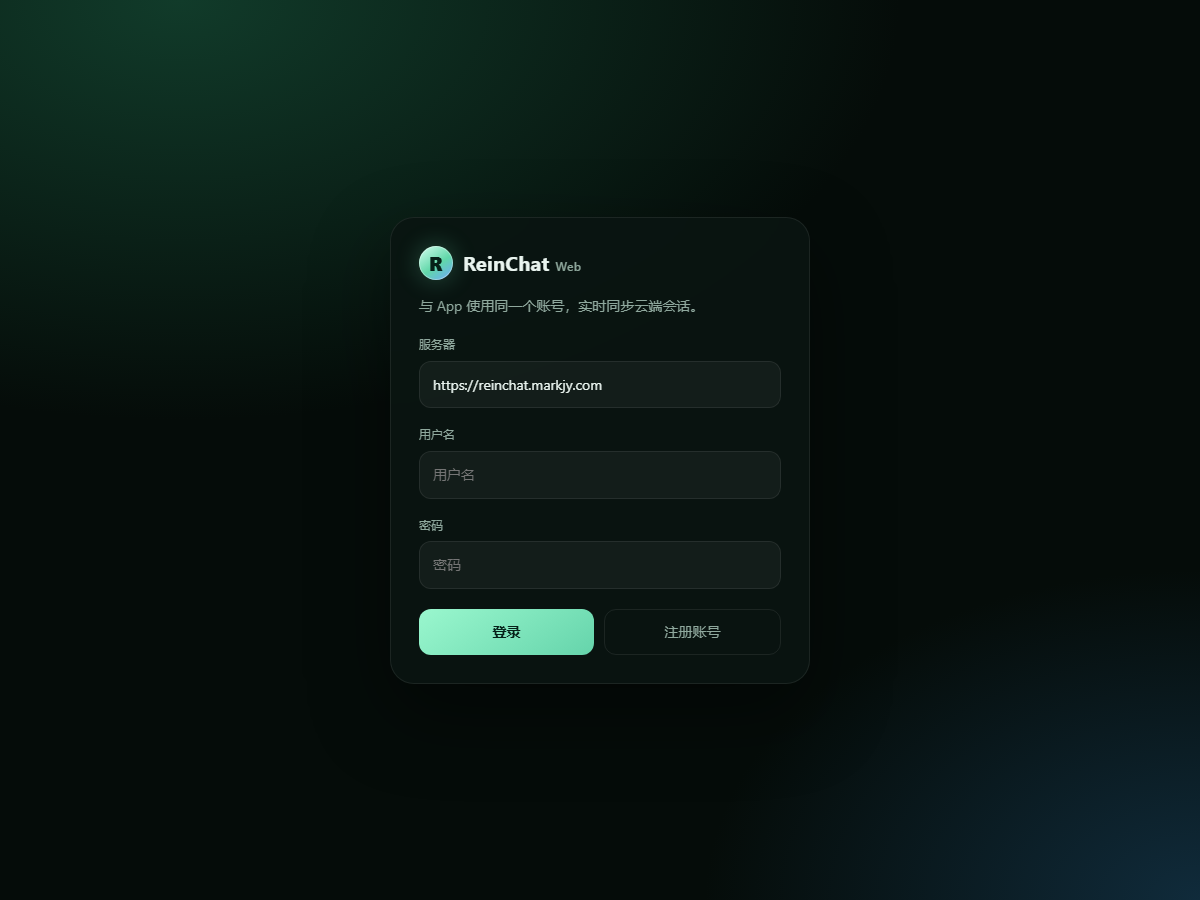 R ReinChat Web
与 App 使用同一个账号，实时同步云端会话。
服务器
https://reinchat.markjy.com
用户名
用户名
密码
密码
登录 注册账号